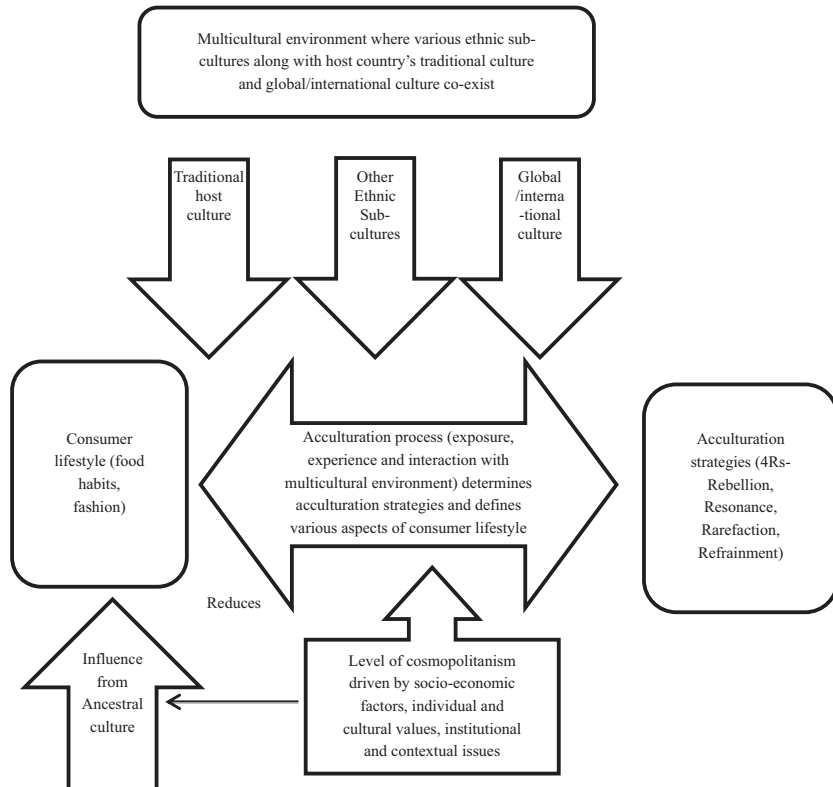 Multicultural environment where various ethnic sub-
cultures along with host country's traditional culture
and global/international culture co-exist
Traditional
host
culture
Other
Ethnic
Sub-
cultures
Global
/interna
-tional
culture
Consumer
lifestyle (food
habits,
fashion)
Acculturation process (exposure,
experience and interaction with
multicultural environment) determines
acculturation strategies and defines
various aspects of consumer lifestyle
Acculturation
strategies (4Rs-
Rebellion,
Resonance,
Rarefaction,
Refrainment)
Reduces
Influence
from
Ancestral
culture
Level of cosmopolitanism
driven by socio-economic
factors, individual and
cultural values, institutional
and contextual issues